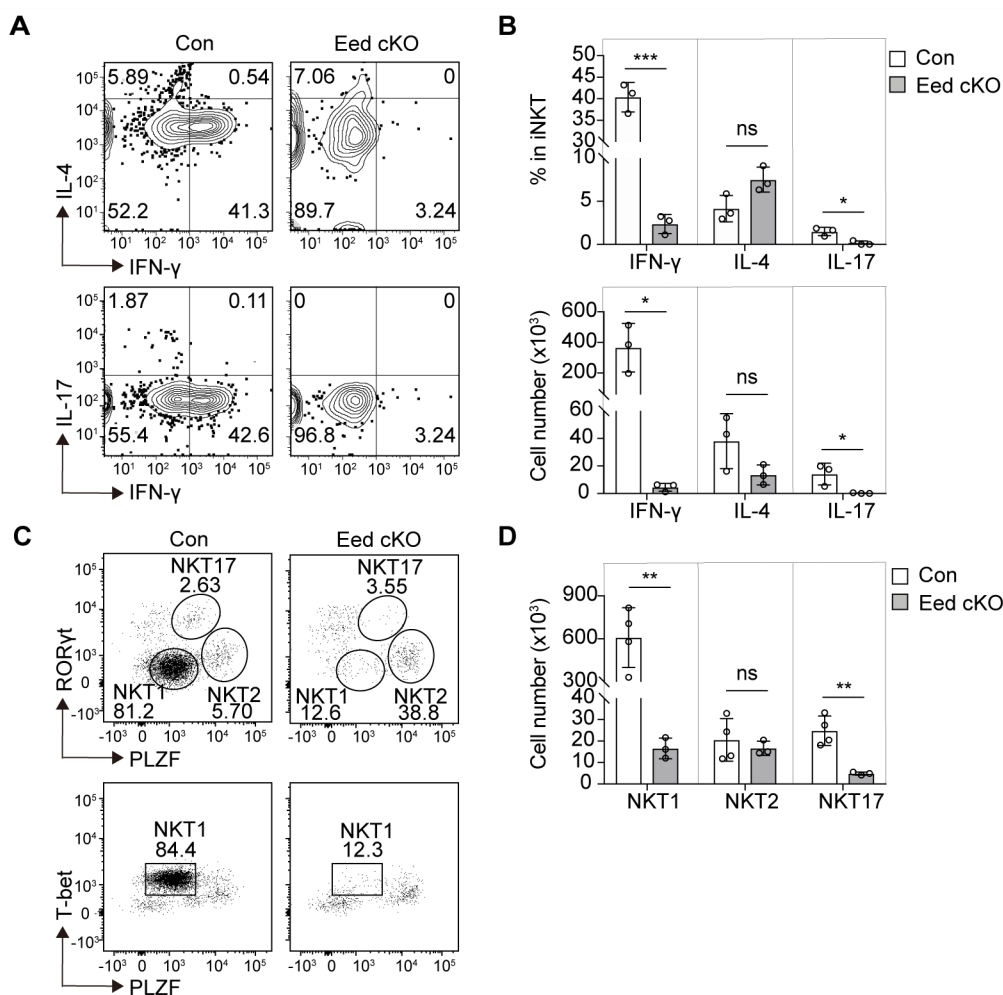 A
Con
Eed cKO
10⁵
10⁴
10³
10²
10¹
5.89
0.54
7.06
0
52.2
41.3
89.7
3.24
IL-4
10¹ 10² 10³ 10⁴ 10⁵
10¹ 10² 10³ 10⁴ 10⁵
IFN-γ
10⁵
10⁴
10³
10²
10¹
1.87
0.11
0
0
55.4
42.6
96.8
3.24
IL-17
10¹ 10² 10³ 10⁴ 10⁵
10¹ 10² 10³ 10⁴ 10⁵
IFN-γ
B
Con
Eed cKO
% in iNKT
50
45
40
35
30
10
5
0
***
ns
*
IFN-γ
IL-4
IL-17
Cell number (x10³)
600
400
200
60
40
20
0
*
ns
*
IFN-γ
IL-4
IL-17
C
Con
Eed cKO
10⁵
10⁴
10³
0
-10³
NKT17
2.63
NKT1
81.2
NKT2
5.70
NKT17
3.55
NKT1
12.6
NKT2
38.8
RORγt
-10³ 0 10³ 10⁴ 10⁵
-10³ 0 10³ 10⁴ 10⁵
PLZF
10⁵
10⁴
10³
0
-10³
NKT1
84.4
NKT1
12.3
T-bet
-10³ 0 10³ 10⁴ 10⁵
-10³ 0 10³ 10⁴ 10⁵
PLZF
D
Con
Eed cKO
Cell number (x10³)
900
600
300
40
30
20
10
0
**
ns
**
NKT1
NKT2
NKT17